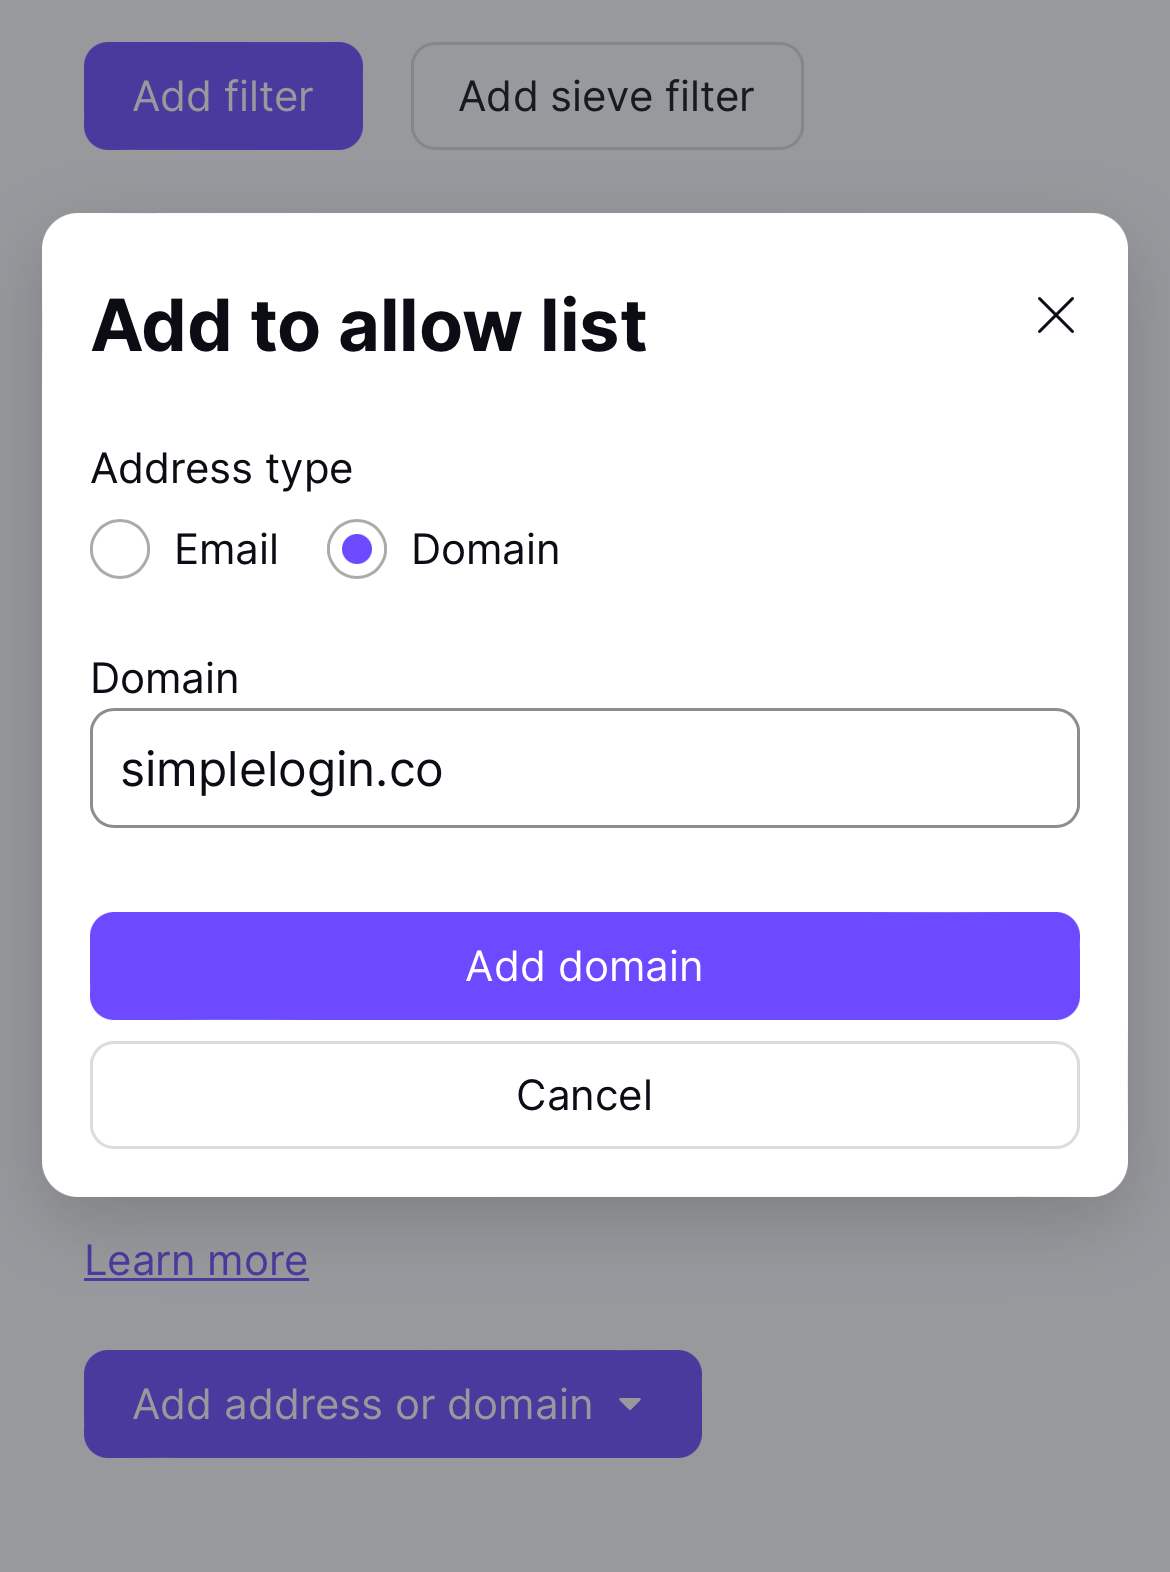 Add filter
Add sieve filter
Add to allow list
Address type
Email
Domain
Domain
simplelogin.co
Add domain
Cancel
Learn more
Add address or domain